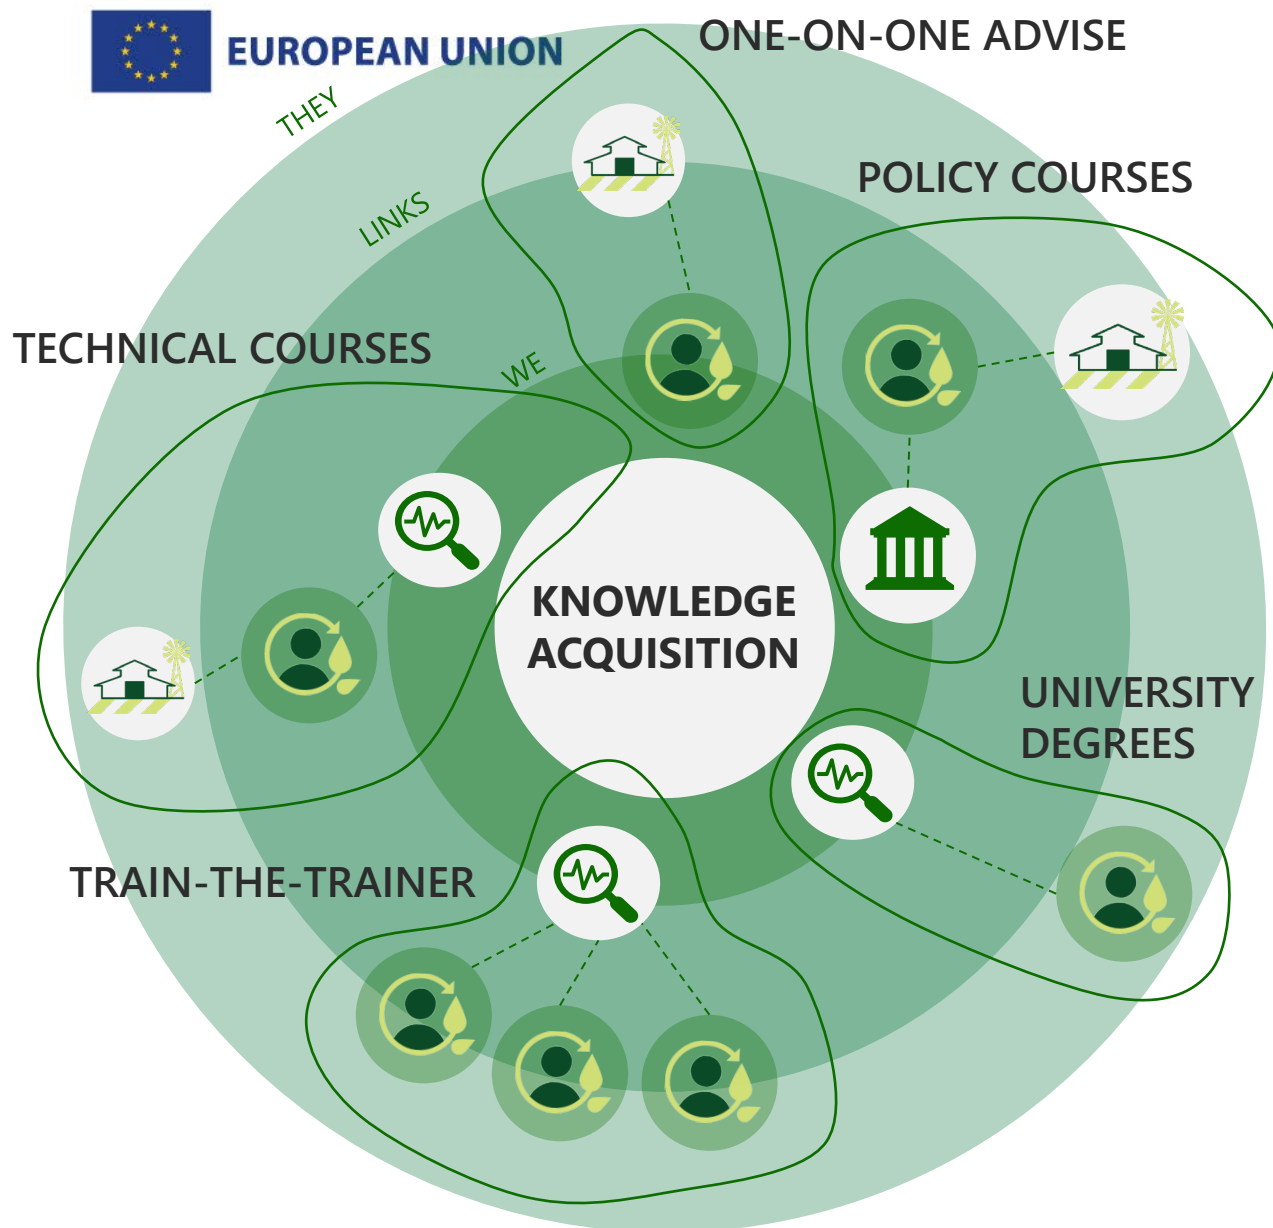 EUROPEAN UNION
ONE-ON-ONE ADVISE
THEY
POLICY COURSES
LINKS
TECHNICAL COURSES
WE
KNOWLEDGE
ACQUISITION
UNIVERSITY
DEGREES
TRAIN-THE-TRAINER